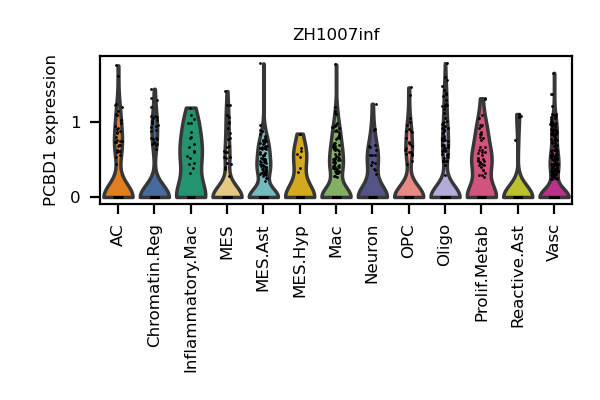 ZH1007inf
PCBD1 expression
1
0
AC
Chromatin.Reg
Inflammatory.Mac
MES
MES.Ast
MES.Hyp
Mac
Neuron
OPC
Oligo
Prolif.Metab
Reactive.Ast
Vasc